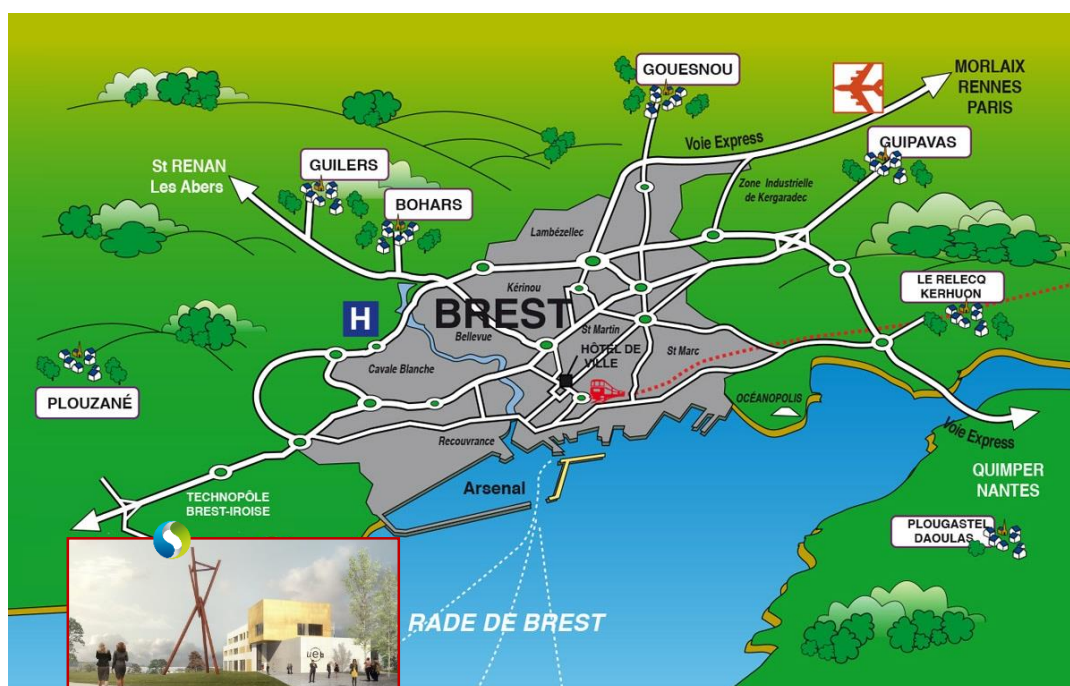 GOUESNOU
MORLAIX
RENNES
PARIS
Voie Express
GUIPAVAS
St RENAN
Les Abers
GUILERS
BOHARS
Zone Industrielle
de Kergaradec
Lambézellec
LE RELECQ
KERHUON
Kérinou
BREST
H
Bellevue
St Martin
HÔTEL DE
VILLE
St Marc
Cavale Blanche
PLOUZANÉ
OCÉANOPOLIS
Voie Express
Recouvrance
Arsenal
QUIMPER
NANTES
TECHNOPÔLE
BREST-IROISE
PLOUGASTEL
DAOULAS
RADE DE BREST
ueb